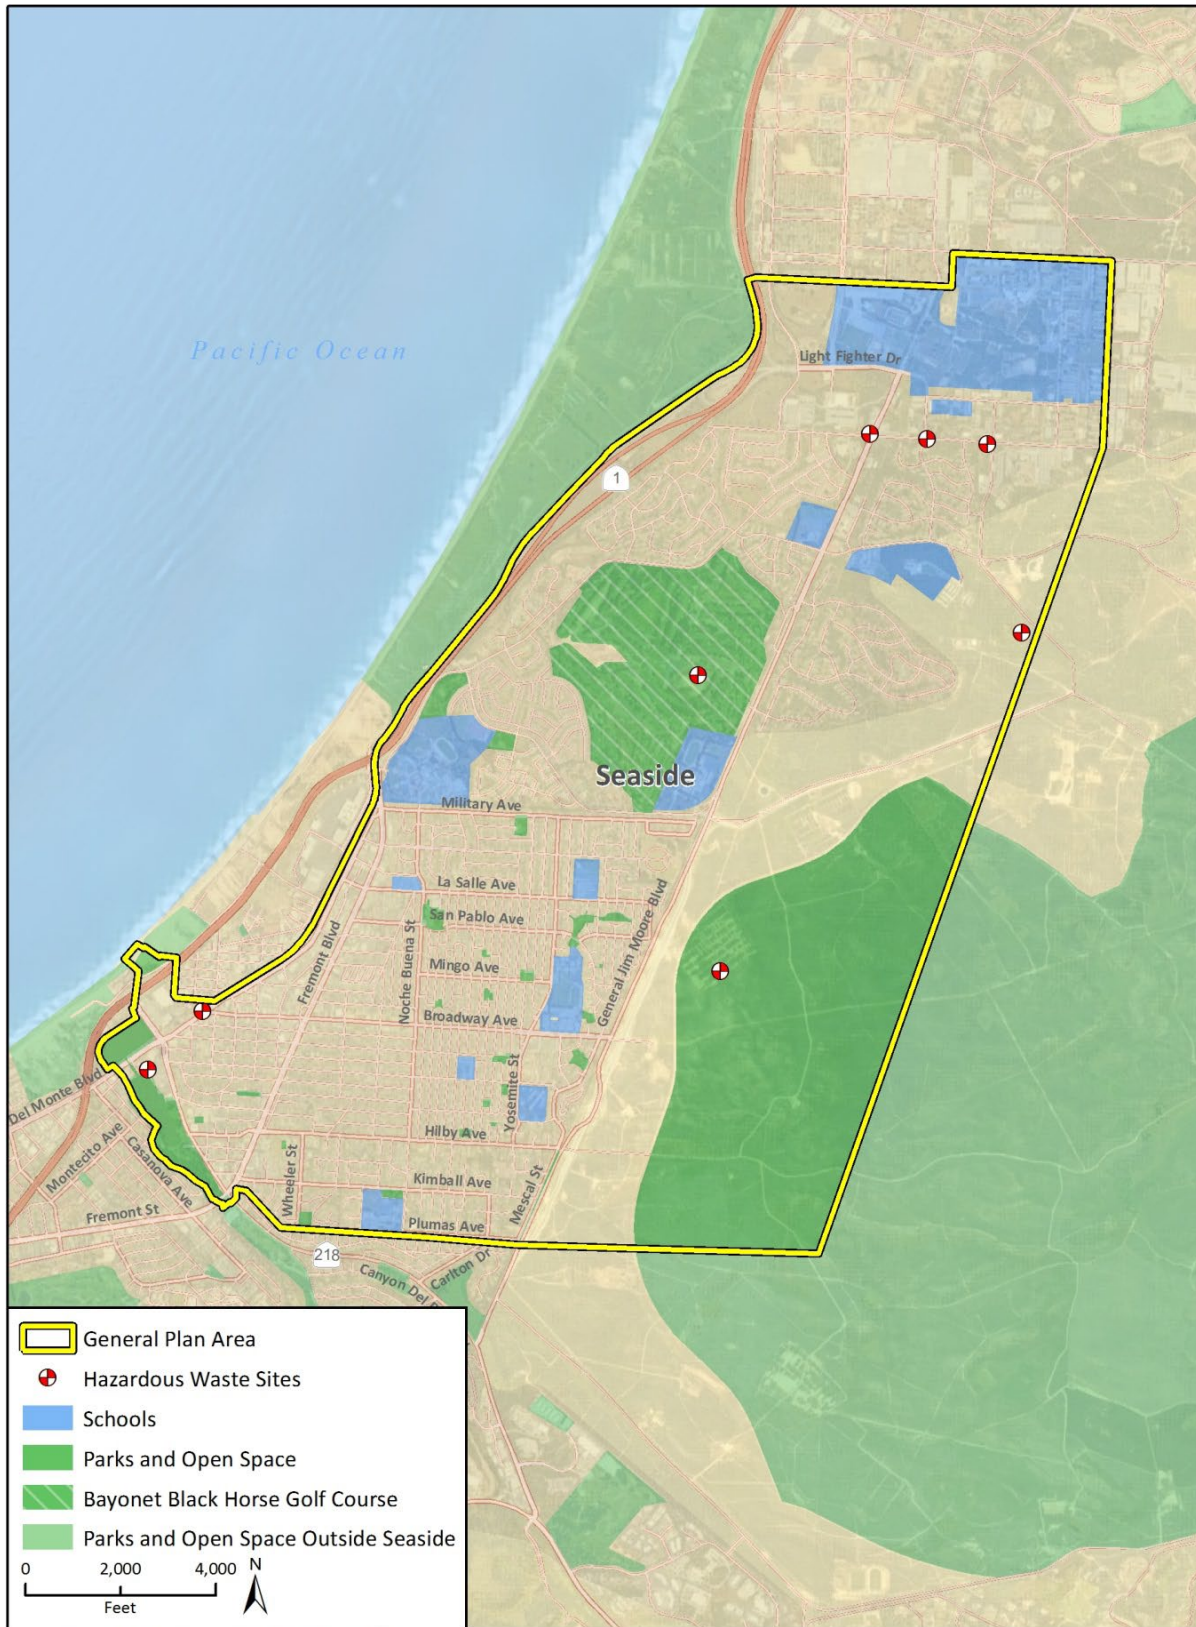 Pacific Ocean
Light Fighter Dr
1
Seaside
Military Ave
La Salle Ave
San Pablo Ave
Fremont Blvd
Noche Buena St
Mingo Ave
General Jim Moore Blvd
Broadway Ave
Yosemite St
Del Monte Blvd
Montecito Ave
Casanova Ave
Hilby Ave
Wheeler St
Kimball Ave
Mescal St
Fremont St
Plumas Ave
218
Canyon Del
Carlton Dr
General Plan Area
Hazardous Waste Sites
Schools
Parks and Open Space
Bayonet Black Horse Golf Course
Parks and Open Space Outside Seaside
0 2,000 4,000
Feet
N